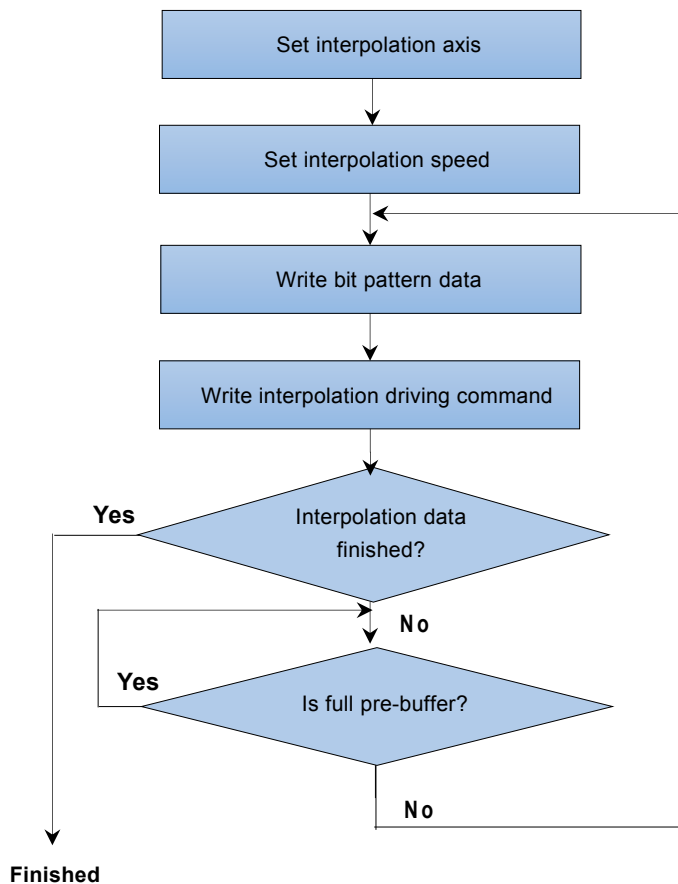 Set interpolation axis
Set interpolation speed
Write bit pattern data
Write interpolation driving command
Yes
Interpolation data
finished?
No
Yes
Is full pre-buffer?
No
Finished